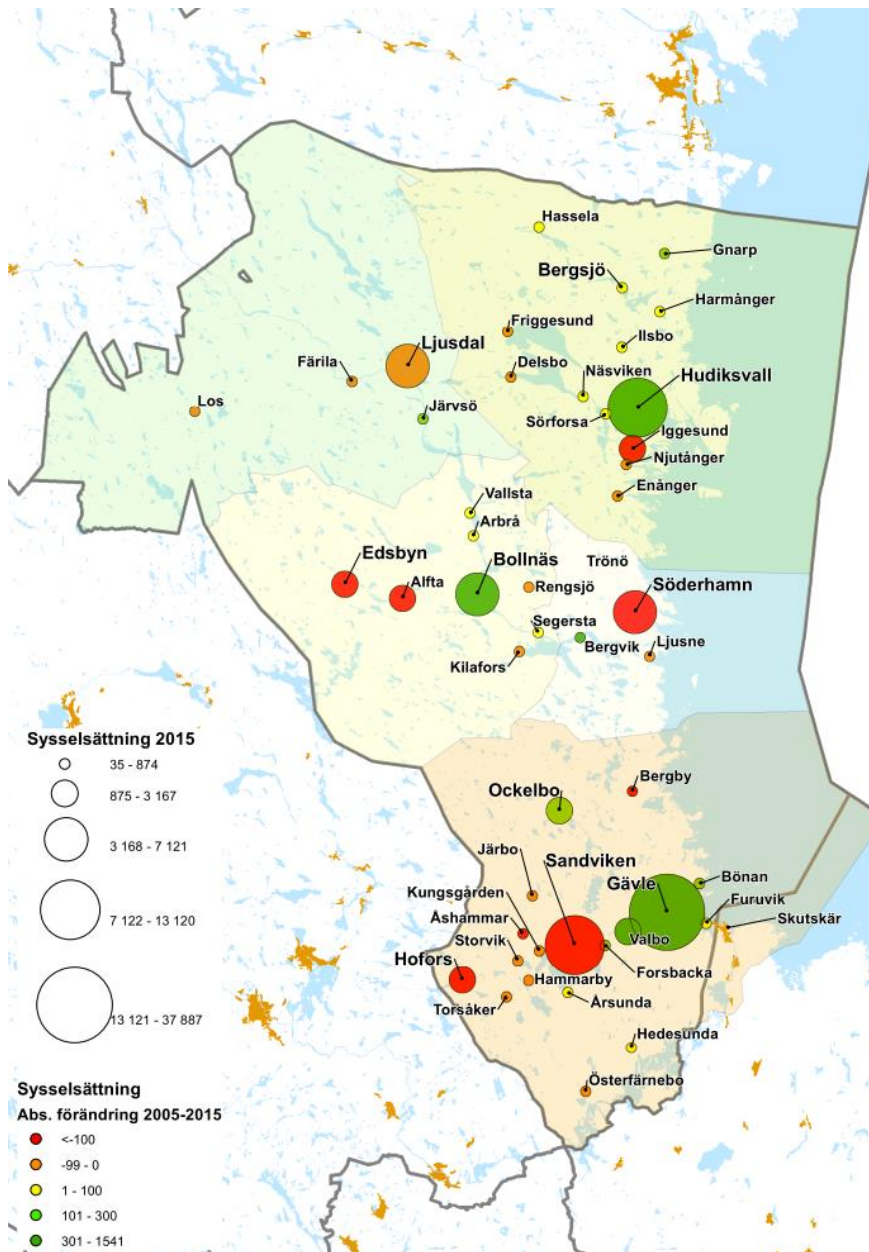 Hassela
Gnarp
Bergsjö
Harmånger
Friggesund
Ljusdal
Ilsbo
Färila
Delsbo
Näsviken
Hudiksvall
Los
Järvsö
Sörforsa
Iggesund
Njutånger
Enånger
Vallsta
Arbrå
Edsbyn
Bollnäs
Trönö
Alfta
Rengsjö
Söderhamn
Segersta
Bergvik
Ljusne
Kilafors
Sysselsättning 2015
35 - 874
875 - 3 167
3 168 - 7 121
7 122 - 13 120
13 121 - 37 887
Bergby
Ockelbo
Järbo
Sandviken
Gävle
Bönan
Kungsgården
Furuvik
Åshammar
Skutskär
Valbo
Storvik
Forsbacka
Hofors
Hammarby
Torsåker
Årsunda
Hedesunda
Österfärnebo
Sysselsättning
Abs. förändring 2005-2015
<-100
-99 - 0
1 - 100
101 - 300
301 - 1541